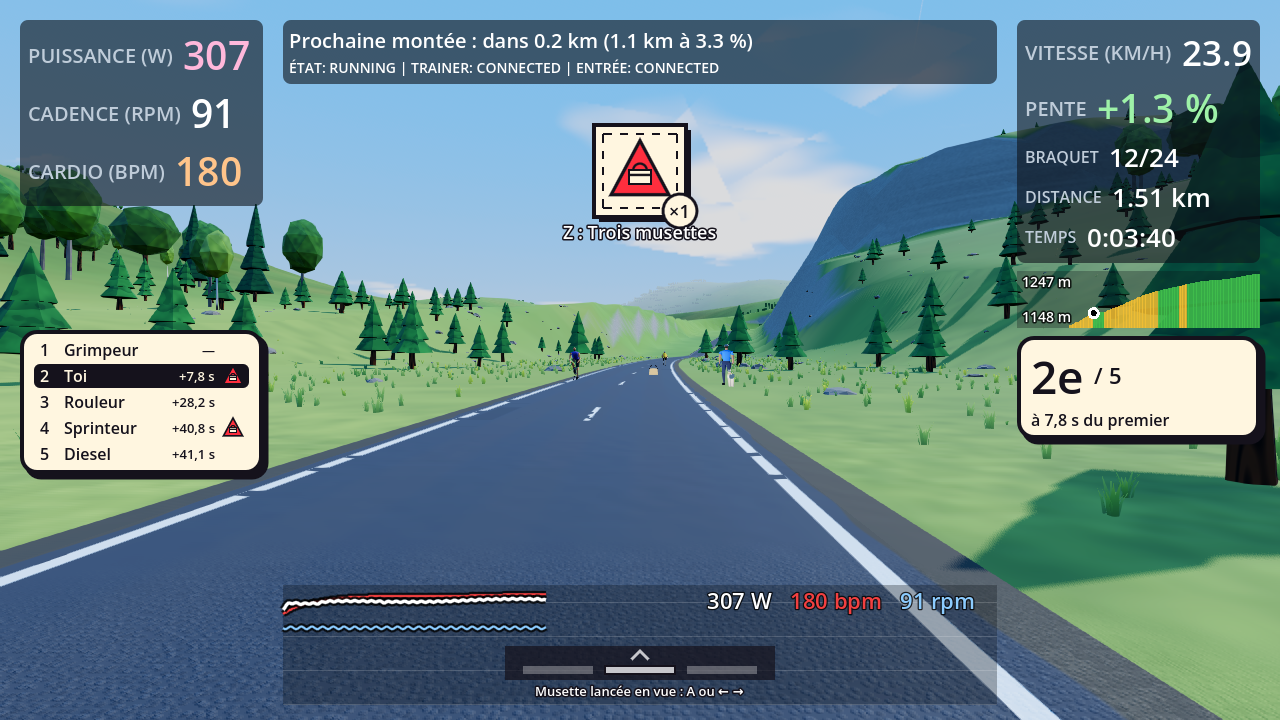 PUISSANCE (W) 307
CADENCE (RPM) 91
CARDIO (BPM) 180
Prochaine montée : dans 0.2 km (1.1 km à 3.3 %)
ÉTAT: RUNNING | TRAINER: CONNECTED | ENTRÉE: CONNECTED
×1
Z : Trois musettes
VITESSE (KM/H) 23.9
PENTE +1.3 %
BRAQUET 12/24
DISTANCE 1.51 km
TEMPS 0:03:40
1247 m
1148 m
1 Grimpeur —
2 Toi +7,8 s
3 Rouleur +28,2 s
4 Sprinteur +40,8 s
5 Diesel +41,1 s
2e / 5
à 7,8 s du premier
307 W 180 bpm 91 rpm
Musette lancée en vue : A ou ← →